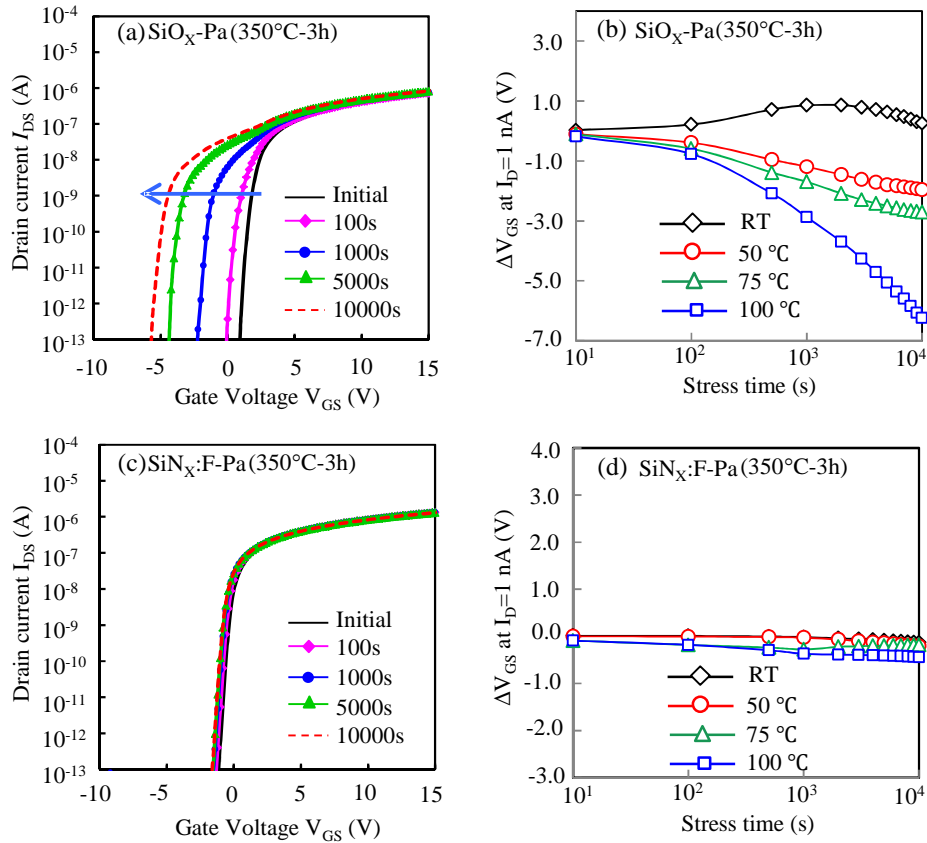 (a) SiOX-Pa (350°C-3h)
Drain current IDS (A)
10-4
10-5
10-6
10-7
10-8
10-9
10-10
10-11
10-12
10-13
Initial
100s
1000s
5000s
10000s
-10 -5 0 5 10 15
Gate Voltage VGS (V)
(b) SiOX-Pa (350°C-3h)
ΔVGS at ID=1 nA (V)
4.0
1.0
-1.0
-3.0
-5.0
-7.0
RT
50 ℃
75 ℃
100 ℃
101 102 103 104
Stress time (s)
(c) SiNX:F-Pa (350°C-3h)
Drain current IDS (A)
10-4
10-5
10-6
10-7
10-8
10-9
10-10
10-11
10-12
10-13
Initial
100s
1000s
5000s
10000s
-10 -5 0 5 10 15
Gate Voltage VGS (V)
(d) SiNX:F-Pa (350°C-3h)
ΔVGS at ID=1 nA (V)
4.0
3.0
2.0
0.0
-1.0
-2.0
-3.0
RT
50 ℃
75 ℃
100 ℃
101 102 103 104
Stress time (s)